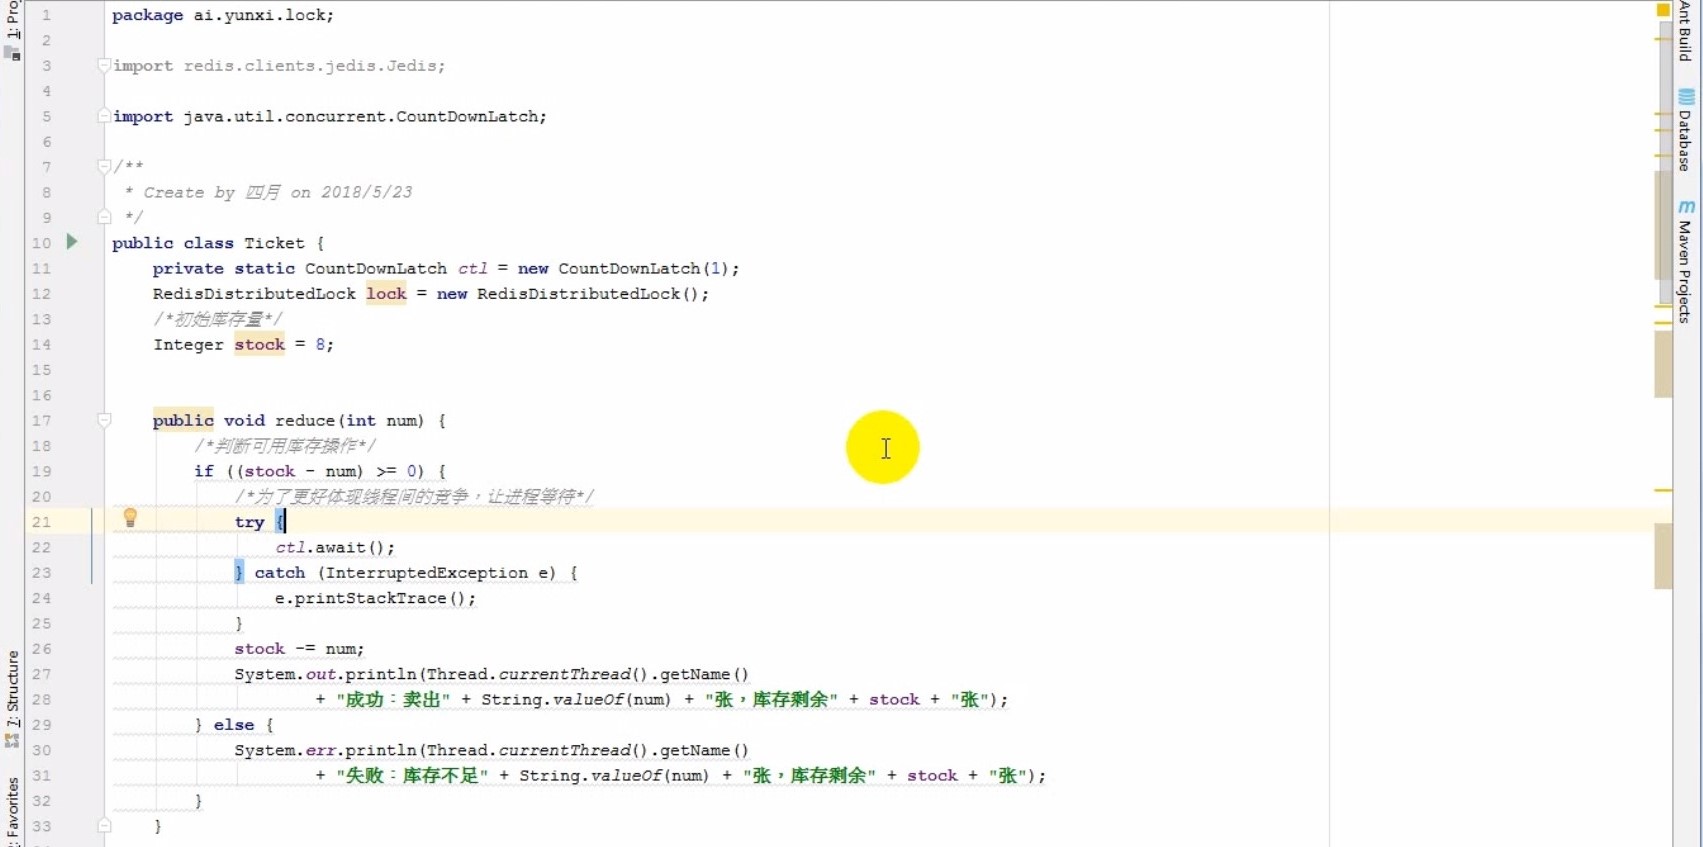 1 package ai.yunxi.lock;
2
3 import redis.clients.jedis.Jedis;
4
5 import java.util.concurrent.CountDownLatch;
6
7 /**
8  * Create by 四月 on 2018/5/23
9  */
10 public class Ticket {
11     private static CountDownLatch ctl = new CountDownLatch(1);
12     RedisDistributedLock lock = new RedisDistributedLock();
13     /*初始库存量*/
14     Integer stock = 8;
15
16
17     public void reduce(int num) {
18         /*判断可用库存操作*/
19         if ((stock - num) >= 0) {
20             /*为了更好体现线程间的竞争，让进程等待*/
21             try {
22                 ctl.await();
23             } catch (InterruptedException e) {
24                 e.printStackTrace();
25             }
26             stock -= num;
27             System.out.println(Thread.currentThread().getName()
28                     + "成功：卖出" + String.valueOf(num) + "张，库存剩余" + stock + "张");
29         } else {
30             System.err.println(Thread.currentThread().getName()
31                     + "失败：库存不足" + String.valueOf(num) + "张，库存剩余" + stock + "张");
32         }
33     }
7: Structure
Favorites
Ant Build
Database
m Maven Projects